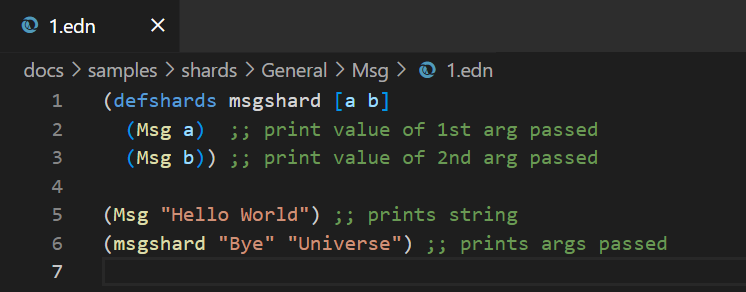 1.edn
docs > samples > shards > General > Msg > 1.edn
1 (defshards msgshard [a b]
2   (Msg a)  ;; print value of 1st arg passed
3   (Msg b)) ;; print value of 2nd arg passed
4
5 (Msg "Hello World") ;; prints string
6 (msgshard "Bye" "Universe") ;; prints args passed
7